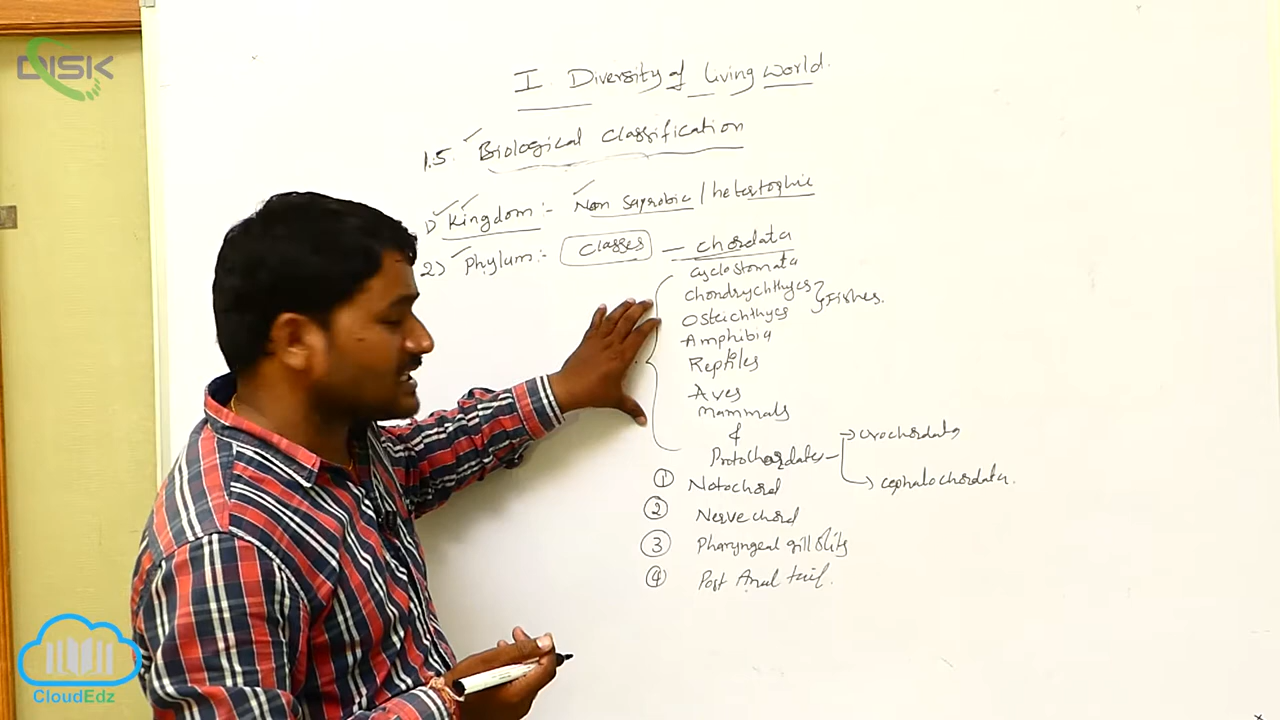 DISK
I. Diversity of living world.
1.5. Biological classification
1) Kingdom :- Non saprobic / hetertophic
2) Phylum :- classes - chordata
cyclostomata
chondrychthyes
Osteichthyes } Fishes.
Amphibia
Reptiles
Aves
mammals
&
Protochordates → Urochordata
→ cephalochordata.
① Notochord
② Nerve chord
③ Pharyngeal gill slits
④ Post Anal tail.
CloudEdz